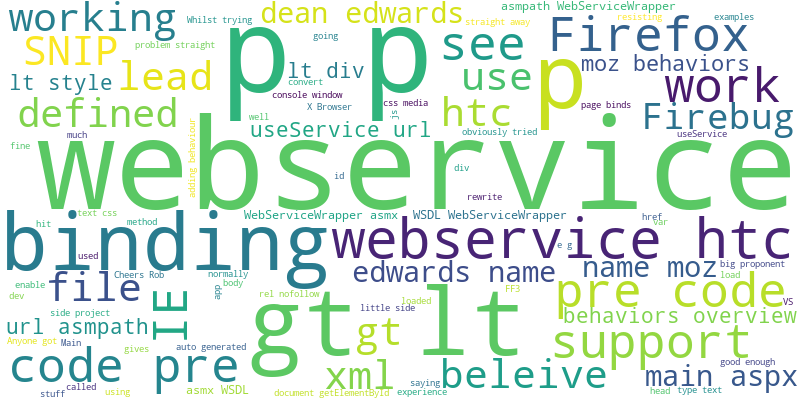 working
Whilst trying
dean edwards
asmpath WebServiceWrapper
straight away
resisting
examples
SNIP
problem straight
going
p p
see
Firefox
lt style
lead
lt div
convert
use
p
moz behaviors
work
console window
X Browser
css media
js
page binds
defined
well
useService url
htc
obviously tried
Firebug
useService
much
fine
adding behaviour
webservice
id
div
rewrite
text css
hit
method
WebServiceWrapper asmx
WSDL WebServiceWrapper
href
var
binding
used
webservice htc
e g
Cheers Rob
normally
body
edwards name
name moz
big proponent
load
enable
dev
file
IE
app
rel nofollow
loaded
little side
FF3
pre code
VS
side project
url asmpath
gt lt
gt
behaviors overview
Anyone got
Main
gives
auto generated
support
code pre
called
stuff
using
asmx WSDL
xml
document getElementById
saying
experience
beleive
good enough
main aspx
head
type text